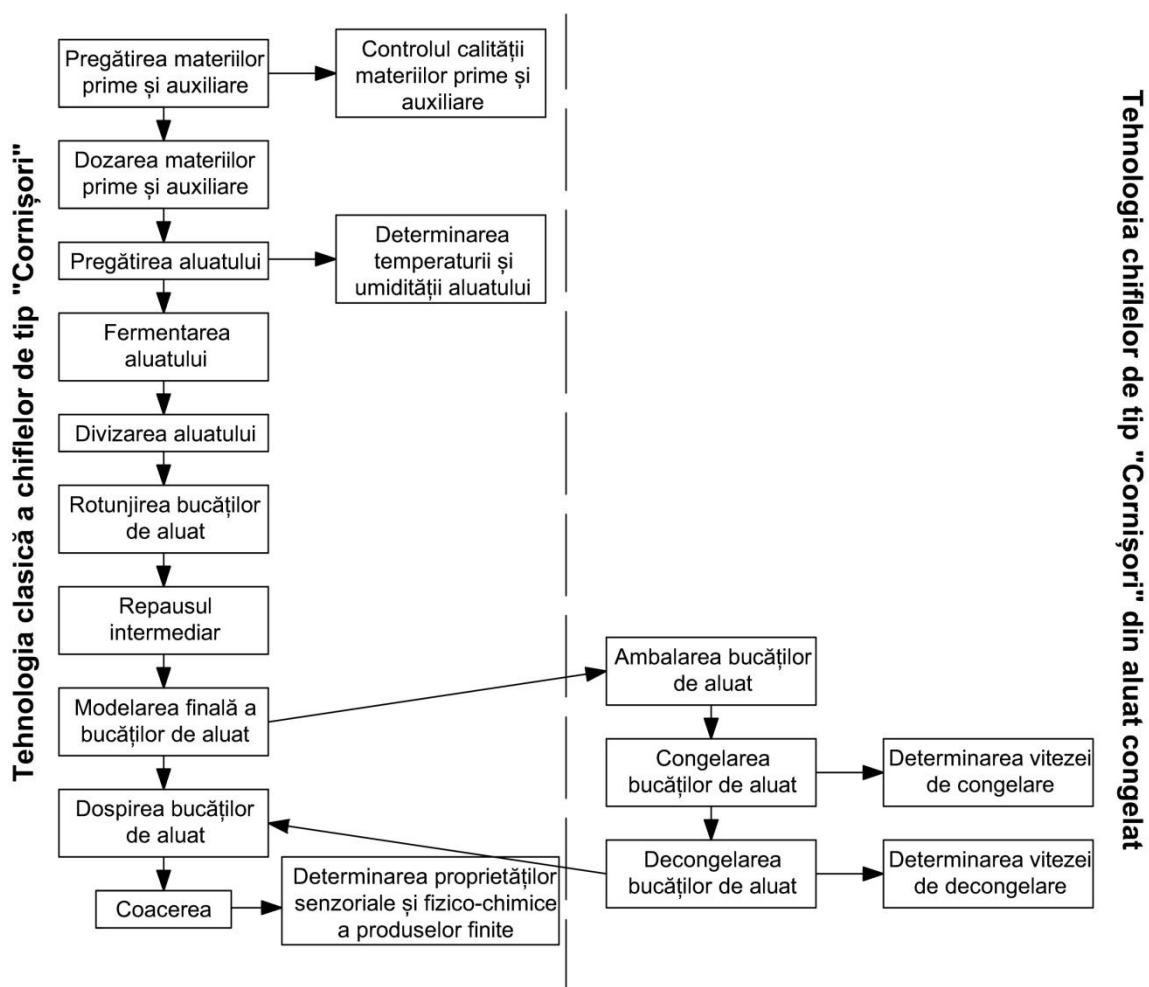 Tehnologia clasică a chiflelor de tip "Cornișori"
Pregătirea materiilor
prime și auxiliare
Controlul calității
materiilor prime și
auxiliare
Dozarea materiilor
prime și auxiliare
Pregătirea aluatului
Determinarea
temperaturii și
umidității aluatului
Fermentarea
aluatului
Divizarea aluatului
Rotunjirea bucăților
de aluat
Repausul
intermediar
Modelarea finală a
bucăților de aluat
Dospirea bucăților
de aluat
Coacerea
Determinarea proprietăților
senzoriale și fizico-chimice
a produselor finite
Ambalarea bucăților
de aluat
Congelarea
bucăților de aluat
Determinarea vitezei
de congelare
Decongelarea
bucăților de aluat
Determinarea vitezei
de decongelare
Tehnologia chiflelor de tip "Cornișori" din aluat congelat